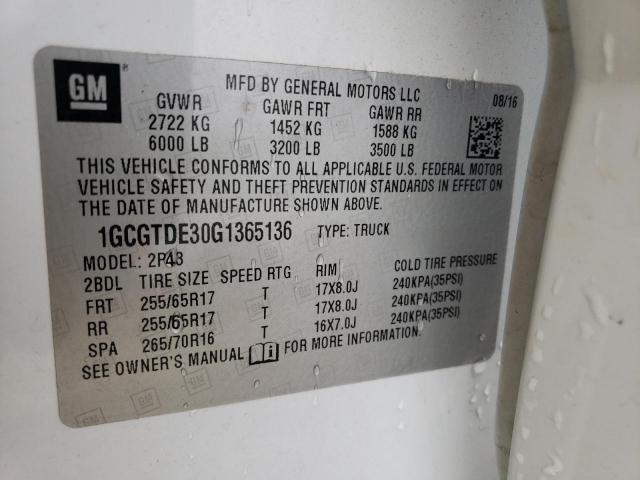 GM
MFD BY GENERAL MOTORS LLC 08/16
GVWR GAWR FRT GAWR RR
2722 KG 1452 KG 1588 KG
6000 LB 3200 LB 3500 LB
THIS VEHICLE CONFORMS TO ALL APPLICABLE U.S. FEDERAL MOTOR
VEHICLE SAFETY AND THEFT PREVENTION STANDARDS IN EFFECT ON
THE DATE OF MANUFACTURE SHOWN ABOVE.
1GCGTDE30G1365136 TYPE: TRUCK
MODEL: 2P43
2BDL TIRE SIZE SPEED RTG RIM COLD TIRE PRESSURE
FRT 255/65R17 T 17X8.0J 240KPA(35PSI)
RR 255/65R17 T 17X8.0J 240KPA(35PSI)
SPA 265/70R16 T 16X7.0J 240KPA(35PSI)
SEE OWNER'S MANUAL FOR MORE INFORMATION.